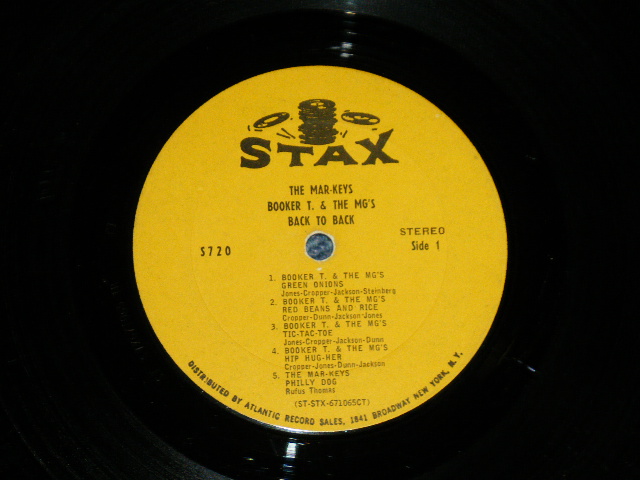 STAX
THE MAR-KEYS
BOOKER T. & THE MG'S
BACK TO BACK
STEREO
S720
Side 1
1. BOOKER T. & THE MG'S
GREEN ONIONS
Jones-Cropper-Jackson-Steinberg
2. BOOKER T. & THE MG'S
RED BEANS AND RICE
Cropper-Dunn-Jackson-Jones
3. BOOKER T. & THE MG'S
TIC-TAC-TOE
Jones-Cropper-Jackson-Dunn
4. BOOKER T. & THE MG'S
HIP HUG-HER
Cropper-Jones-Dunn-Jackson
5. THE MAR-KEYS
PHILLY DOG
Rufus Thomas
(ST-STX-671065CT)
DISTRIBUTED BY ATLANTIC RECORD SALES, 1841 BROADWAY NEW YORK, N.Y.